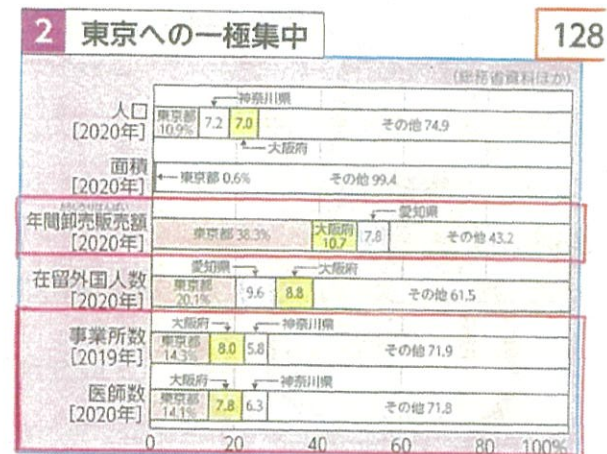 2 東京への一極集中
128
(総務省資料ほか)
神奈川県
人口 東京都 7.2 7.0 その他 74.9
[2020年] 10.9%
大阪府
面積 東京都 0.6% その他 99.4
[2020年]
年間卸売販売額 愛知県
[2020年] 東京都 38.3% 大阪府 10.7 7.8 その他 43.2
愛知県 大阪府
在留外国人数 東京都 9.6 8.8 その他 61.5
[2020年] 20.1%
大阪府 神奈川県
事業所数 東京都 8.0 5.8 その他 71.9
[2019年] 14.3%
大阪府 神奈川県
医師数 東京都 7.8 6.3 その他 71.8
[2020年] 14.1%
0 20 40 60 80 100%